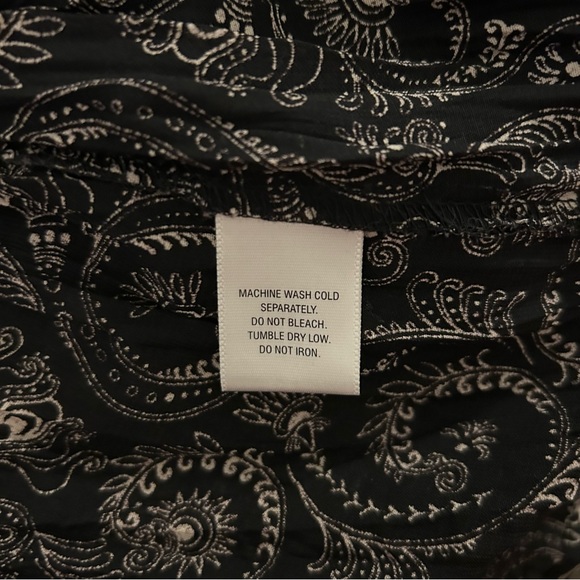 MACHINE WASH COLD
SEPARATELY.
DO NOT BLEACH.
TUMBLE DRY LOW.
DO NOT IRON.